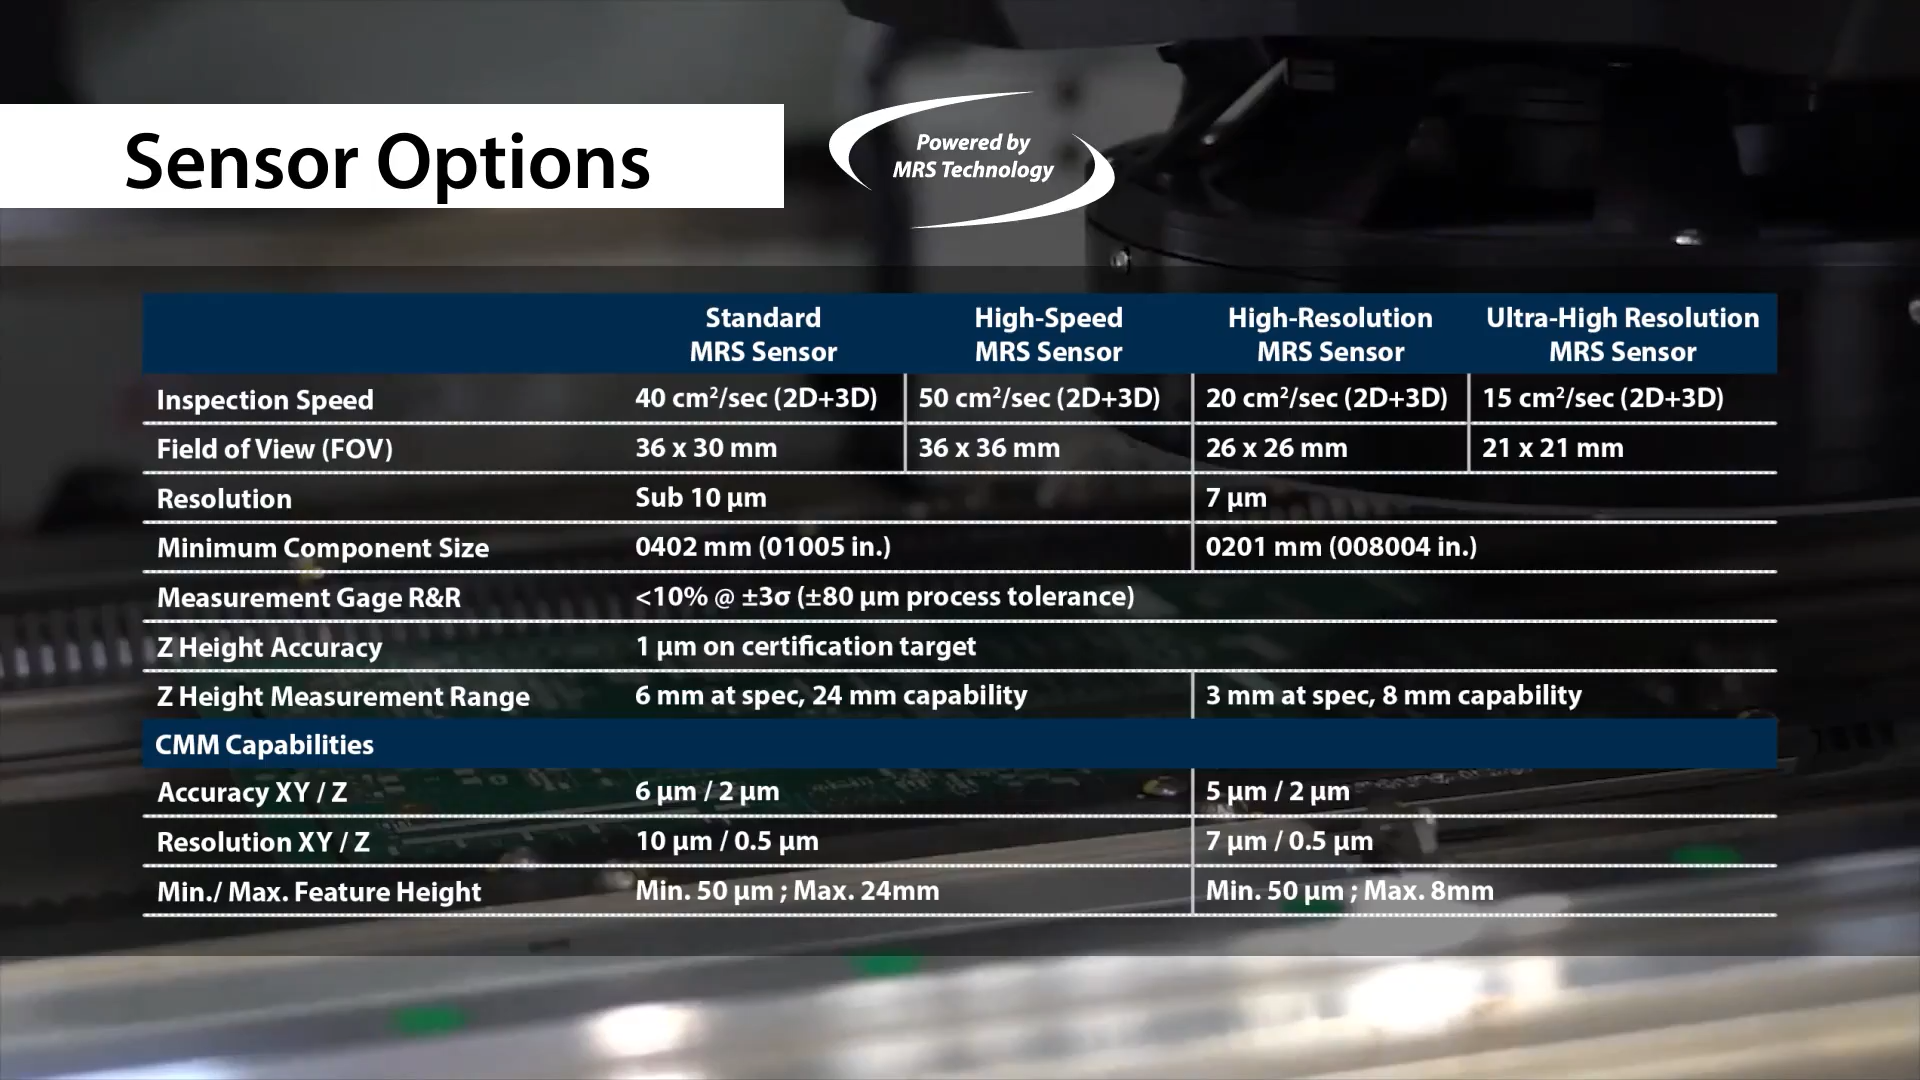 Sensor Options
Powered by
MRS Technology
Standard MRS Sensor High-Speed MRS Sensor High-Resolution MRS Sensor Ultra-High Resolution MRS Sensor
Inspection Speed 40 cm²/sec (2D+3D) 50 cm²/sec (2D+3D) 20 cm²/sec (2D+3D) 15 cm²/sec (2D+3D)
Field of View (FOV) 36 x 30 mm 36 x 36 mm 26 x 26 mm 21 x 21 mm
Resolution Sub 10 µm 7 µm
Minimum Component Size 0402 mm (01005 in.) 0201 mm (008004 in.)
Measurement Gage R&R <10% @ ±3σ (±80 µm process tolerance)
Z Height Accuracy 1 µm on certification target
Z Height Measurement Range 6 mm at spec, 24 mm capability 3 mm at spec, 8 mm capability
CMM Capabilities
Accuracy XY / Z 6 µm / 2 µm 5 µm / 2 µm
Resolution XY / Z 10 µm / 0.5 µm 7 µm / 0.5 µm
Min./ Max. Feature Height Min. 50 µm ; Max. 24mm Min. 50 µm ; Max. 8mm